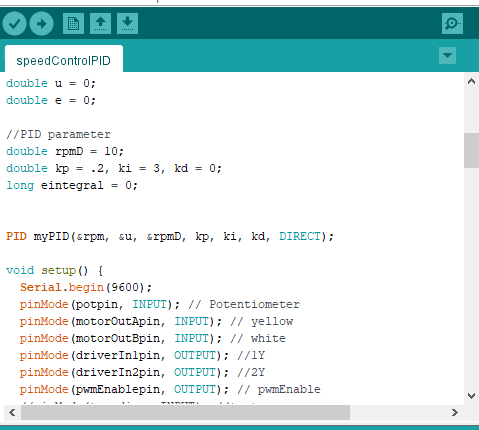 speedControlPID
double u = 0;
double e = 0;
//PID parameter
double rpmD = 10;
double kp = .2, ki = 3, kd = 0;
long eintegral = 0;
PID myPID(&rpm, &u, &rpmD, kp, ki, kd, DIRECT);
void setup() {
Serial.begin(9600);
pinMode(potpin, INPUT); // Potentiometer
pinMode(motorOutApin, INPUT); // yellow
pinMode(motorOutBpin, INPUT); // white
pinMode(driverIn1pin, OUTPUT); //1Y
pinMode(driverIn2pin, OUTPUT); //2Y
pinMode(pwmEnablepin, OUTPUT); // pwmEnable